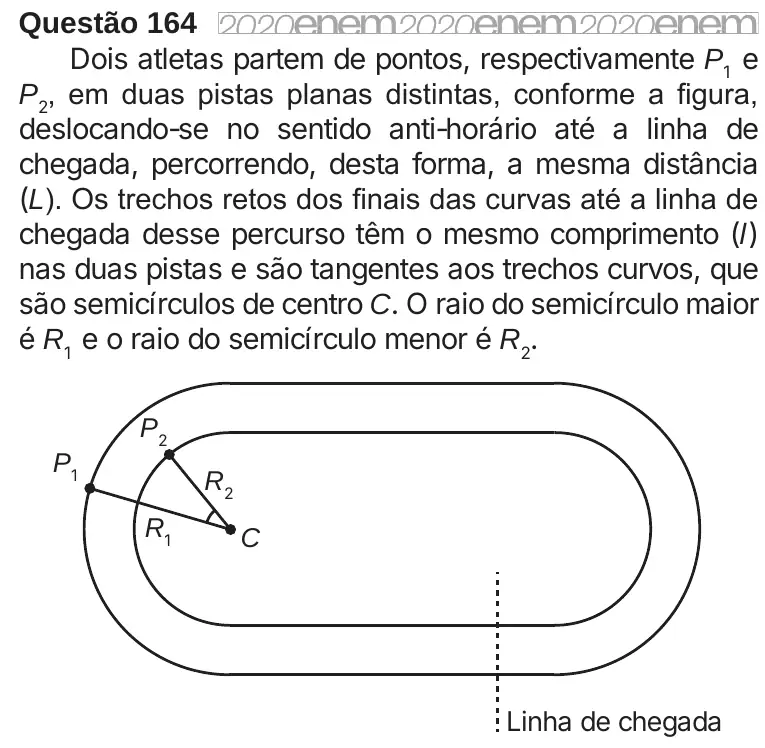 Questão 164 2020enem2020enem2020enem
Dois atletas partem de pontos, respectivamente P₁ e
P₂, em duas pistas planas distintas, conforme a figura,
deslocando-se no sentido anti-horário até a linha de
chegada, percorrendo, desta forma, a mesma distância
(L). Os trechos retos dos finais das curvas até a linha de
chegada desse percurso têm o mesmo comprimento (l)
nas duas pistas e são tangentes aos trechos curvos, que
são semicírculos de centro C. O raio do semicírculo maior
é R₁ e o raio do semicírculo menor é R₂.
P₂
P₁
R₂
R₁
C
Linha de chegada